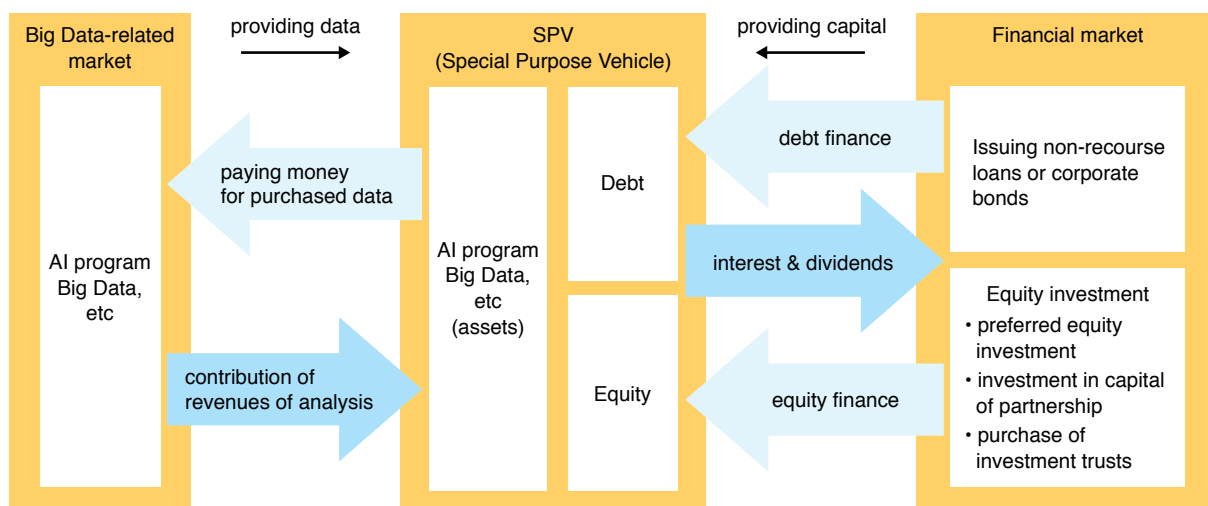 Big Data-related
market
providing data
SPV
(Special Purpose Vehicle)
providing capital
Financial market
AI program
Big Data,
etc
paying money
for purchased data
contribution of
revenues of analysis
AI program
Big Data,
etc
(assets)
Debt
Equity
debt finance
interest & dividends
equity finance
Issuing non-recourse
loans or corporate
bonds
Equity investment
• preferred equity
investment
• investment in capital
of partnership
• purchase of
investment trusts